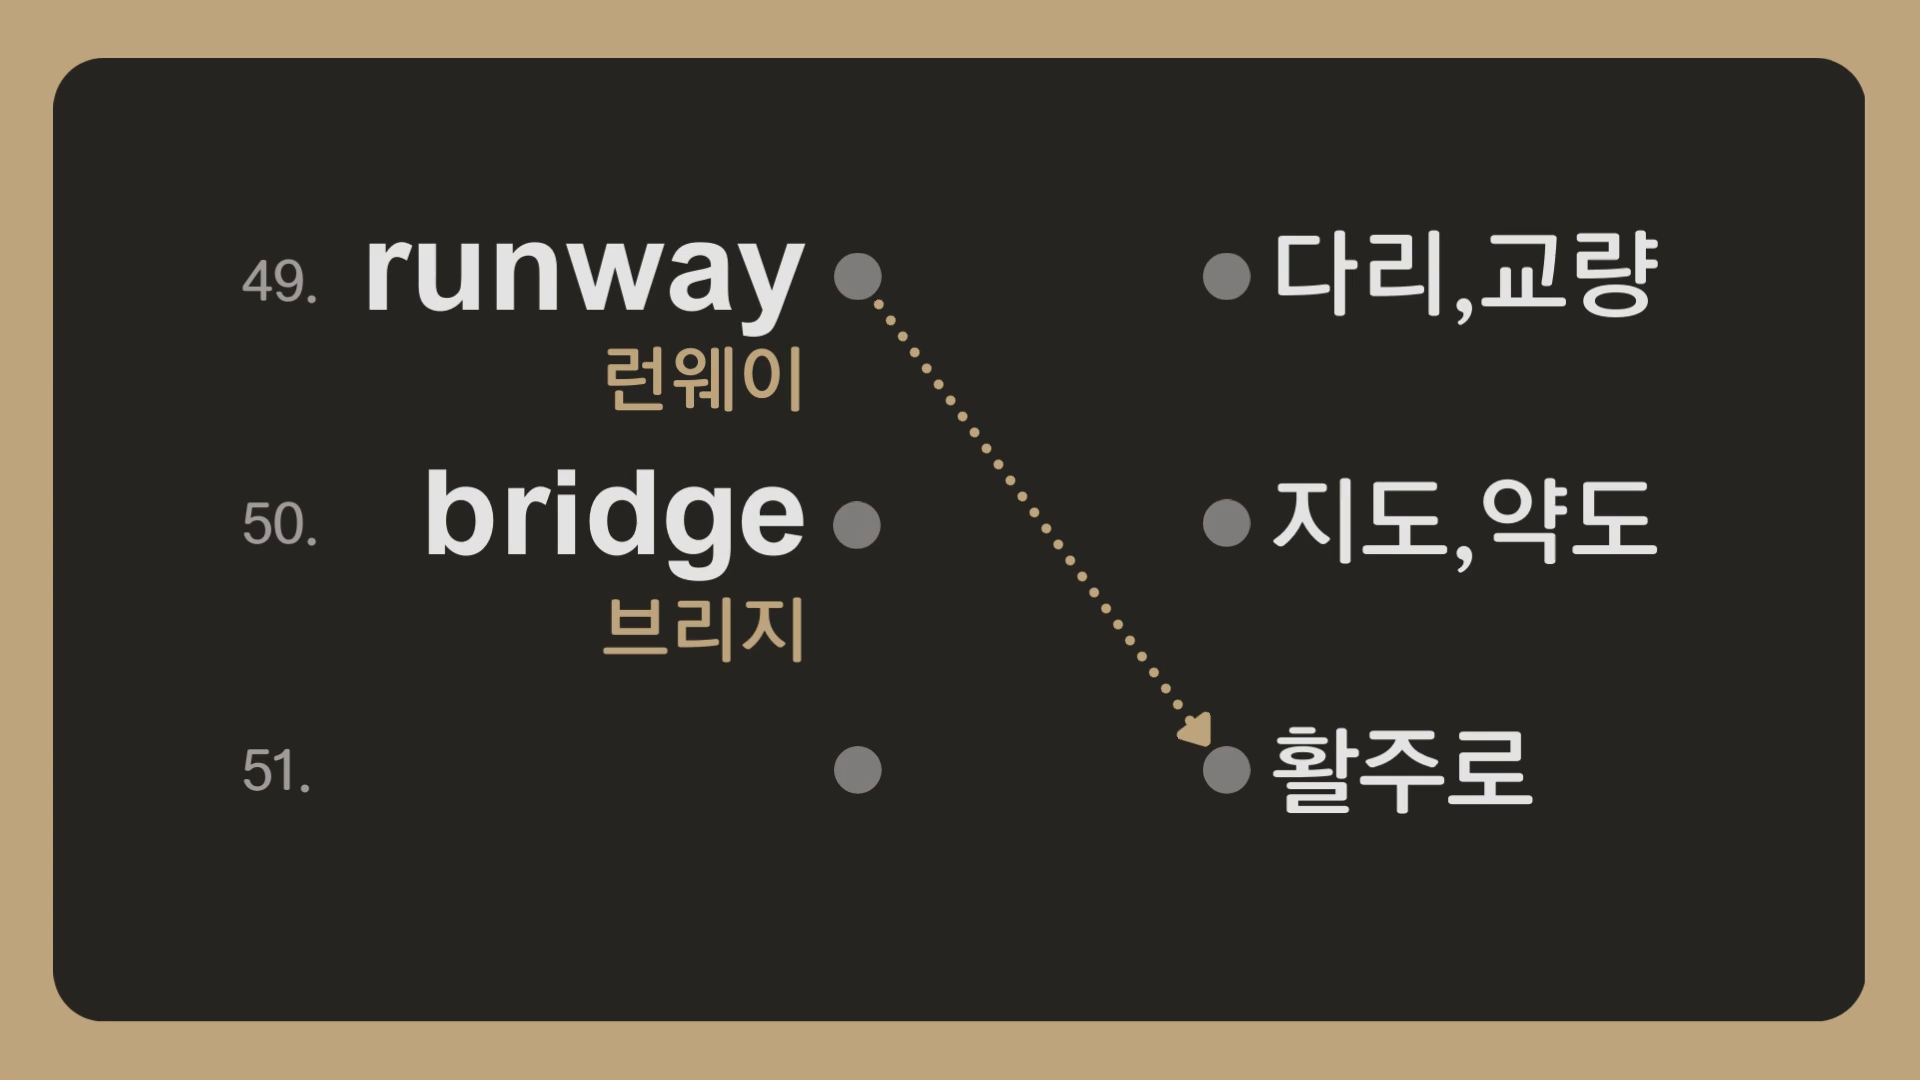 49. runway 다리,교량
런웨이
50. bridge 지도,약도
브리지
51. 활주로